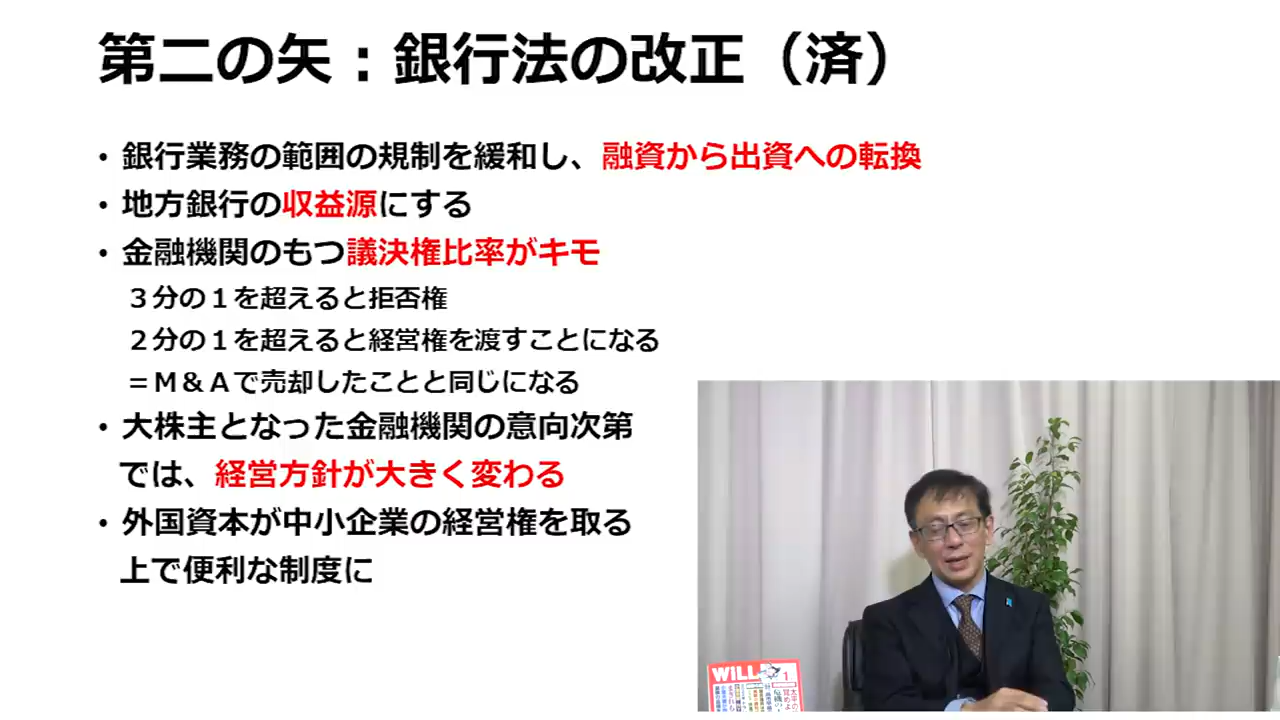 第二の矢：銀行法の改正（済）
• 銀行業務の範囲の規制を緩和し、融資から出資への転換
• 地方銀行の収益源にする
• 金融機関のもつ議決権比率がキモ
３分の１を超えると拒否権
２分の１を超えると経営権を渡すことになる
＝Ｍ＆Ａで売却したことと同じになる
• 大株主となった金融機関の意向次第
では、経営方針が大きく変わる
• 外国資本が中小企業の経営権を取る
上で便利な制度に
WILL
1